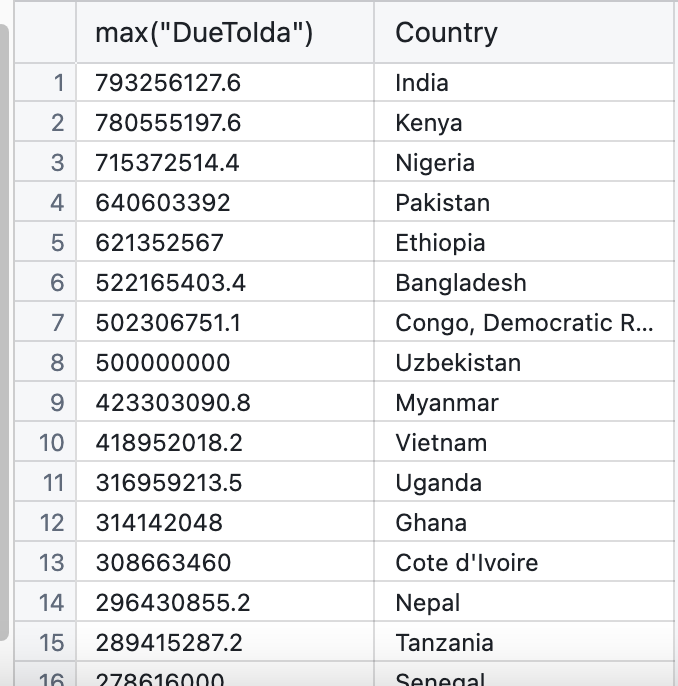 max("DueToIda") Country
1 793256127.6 India
2 780555197.6 Kenya
3 715372514.4 Nigeria
4 640603392 Pakistan
5 621352567 Ethiopia
6 522165403.4 Bangladesh
7 502306751.1 Congo, Democratic R...
8 500000000 Uzbekistan
9 423303090.8 Myanmar
10 418952018.2 Vietnam
11 316959213.5 Uganda
12 314142048 Ghana
13 308663460 Cote d'Ivoire
14 296430855.2 Nepal
15 289415287.2 Tanzania
16 278616000 Senegal